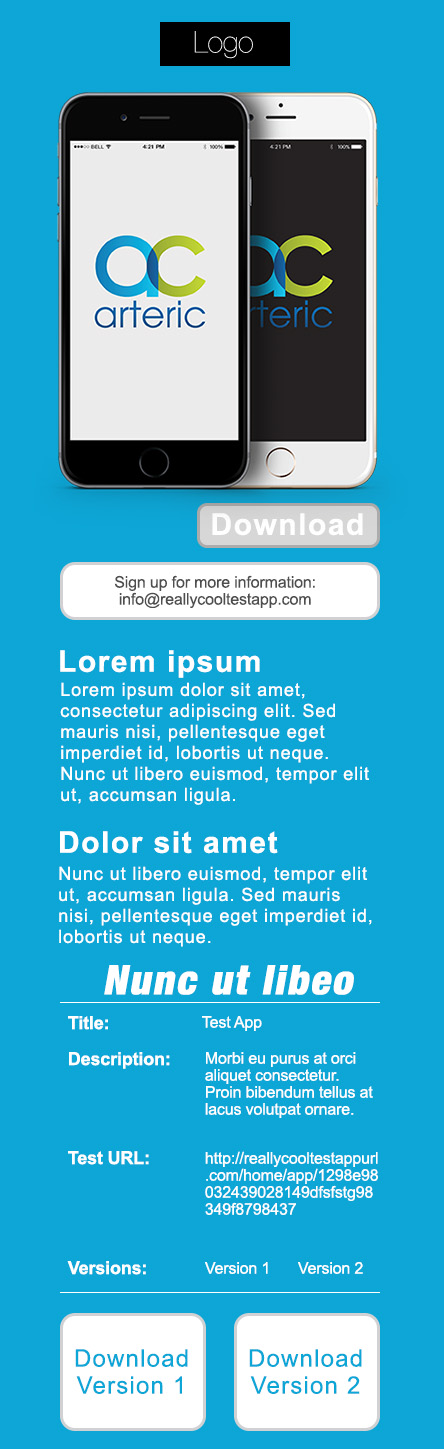 Logo
BELL 4:21 PM 100%
4:21 PM 100%
ac
ac
arteric
rteric
Download
Sign up for more information:
info@reallycooltestapp.com
Lorem ipsum
Lorem ipsum dolor sit amet,
consectetur adipiscing elit. Sed
mauris nisi, pellentesque eget
imperdiet id, lobortis ut neque.
Nunc ut libero euismod, tempor elit
ut, accumsan ligula.
Dolor sit amet
Nunc ut libero euismod, tempor elit
ut, accumsan ligula. Sed mauris
nisi, pellentesque eget imperdiet id,
lobortis ut neque.
Nunc ut libeo
Title: Test App
Description: Morbi eu purus at orci
aliquet consectetur.
Proin bibendum tellus at
lacus volutpat ornare.
Test URL: http://reallycooltestappurl
.com/home/app/1298e98
032439028149dfsfstg98
349f8798437
Versions: Version 1 Version 2
Download
Version 1
Download
Version 2